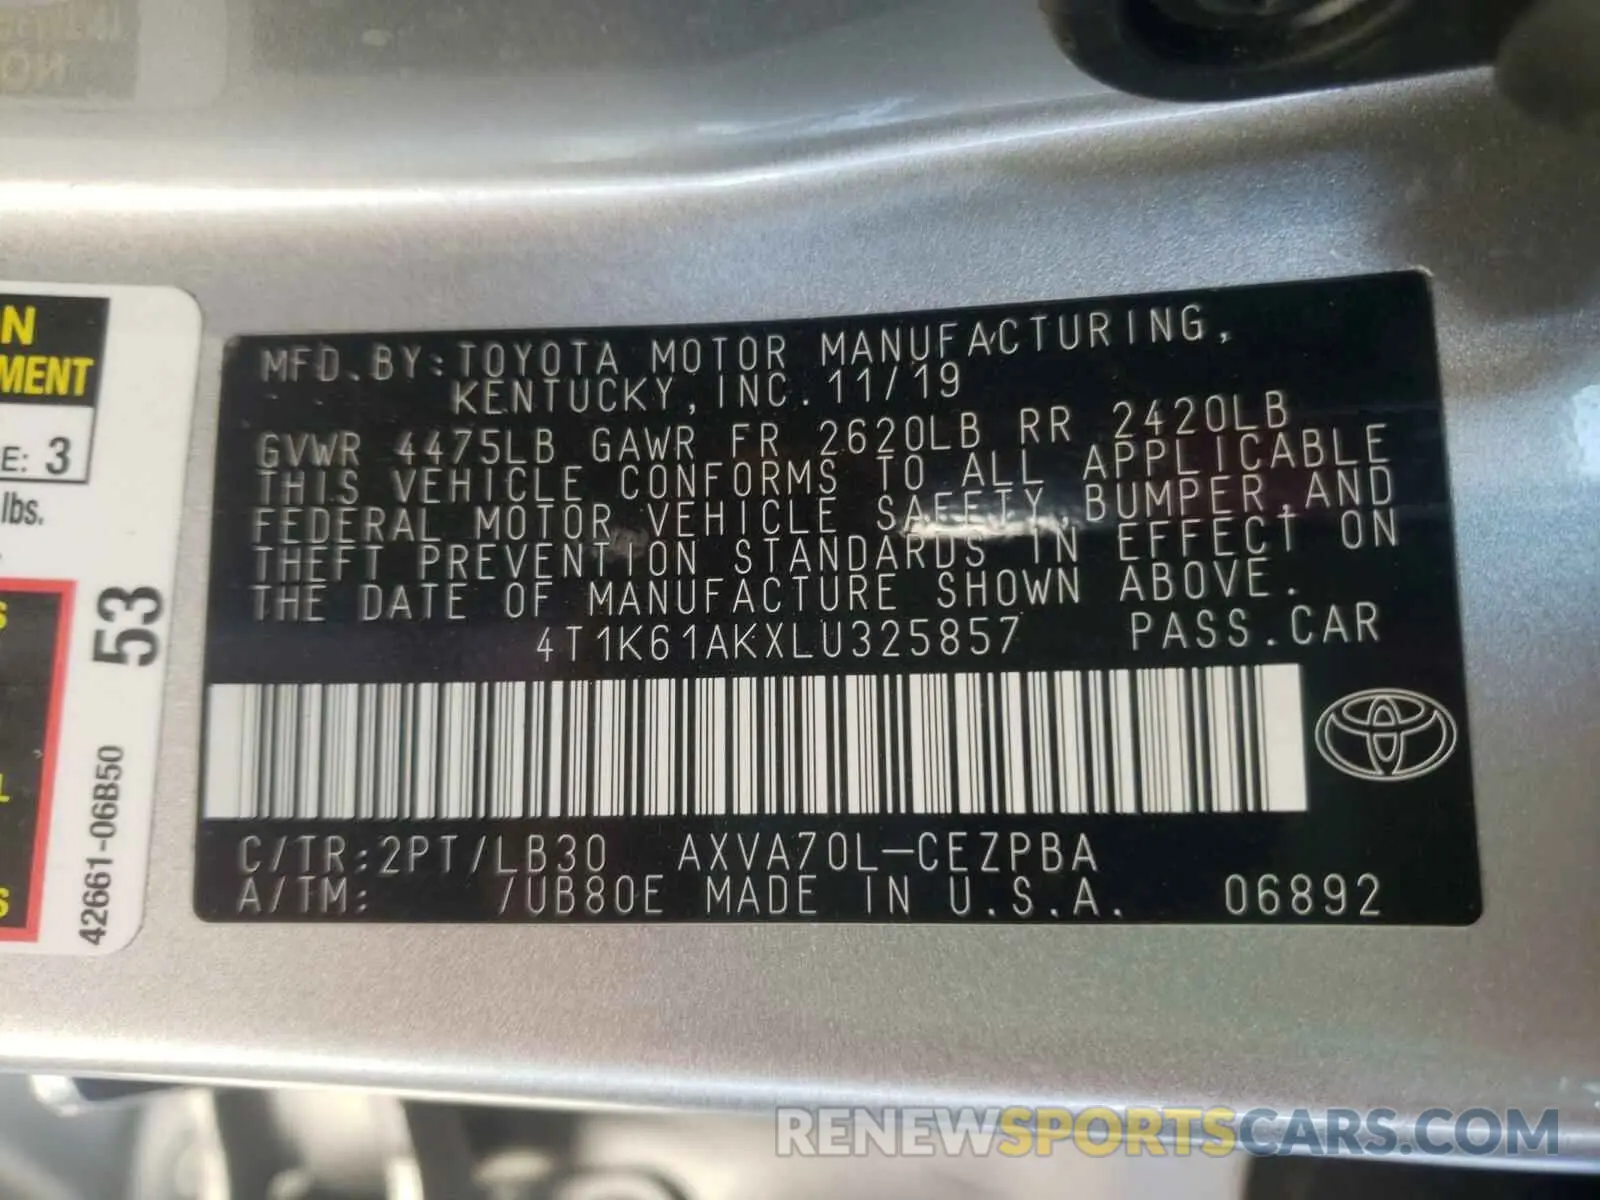 N
MENT
E: 3
lbs.
53
42661-06B50
MFD. BY: TOYOTA MOTOR MANUFACTURING,
KENTUCKY, INC. 11/19
GVWR 4475LB GAWR FR 2620LB RR 2420LB
THIS VEHICLE CONFORMS TO ALL APPLICABLE
FEDERAL MOTOR VEHICLE SAFETY, BUMPER, AND
THEFT PREVENTION STANDARDS IN EFFECT ON
THE DATE OF MANUFACTURE SHOWN ABOVE.
4T1K61AKXLU325857 PASS. CAR
C/TR: 2PT/LB30 AXVA70L-CEZPBA
A/TM: /UB80E MADE IN U.S.A. 06892
RENEWSPORTSCARS.COM